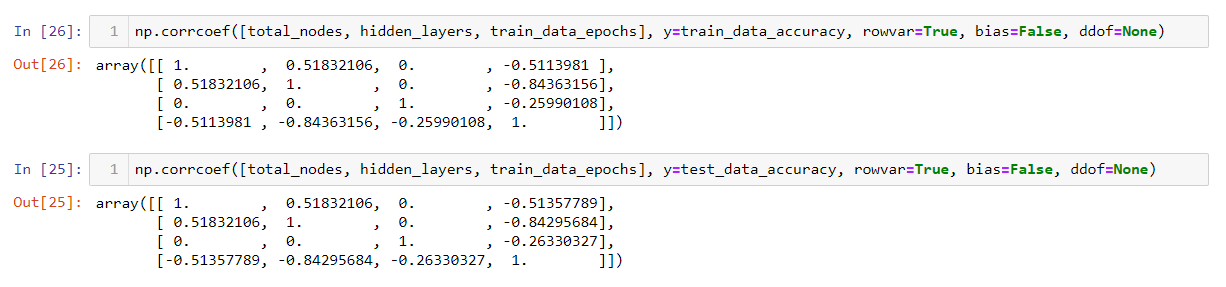 In [26]: 1 np.corrcoef([total_nodes, hidden_layers, train_data_epochs], y=train_data_accuracy, rowvar=True, bias=False, ddof=None)
Out[26]: array([[ 1.        ,  0.51832106,  0.        , -0.5113981 ],
       [ 0.51832106,  1.        ,  0.        , -0.84363156],
       [ 0.        ,  0.        ,  1.        , -0.25990108],
       [-0.5113981 , -0.84363156, -0.25990108,  1.        ]])
In [25]: 1 np.corrcoef([total_nodes, hidden_layers, train_data_epochs], y=test_data_accuracy, rowvar=True, bias=False, ddof=None)
Out[25]: array([[ 1.        ,  0.51832106,  0.        , -0.51357789],
       [ 0.51832106,  1.        ,  0.        , -0.84295684],
       [ 0.        ,  0.        ,  1.        , -0.26330327],
       [-0.51357789, -0.84295684, -0.26330327,  1.        ]])